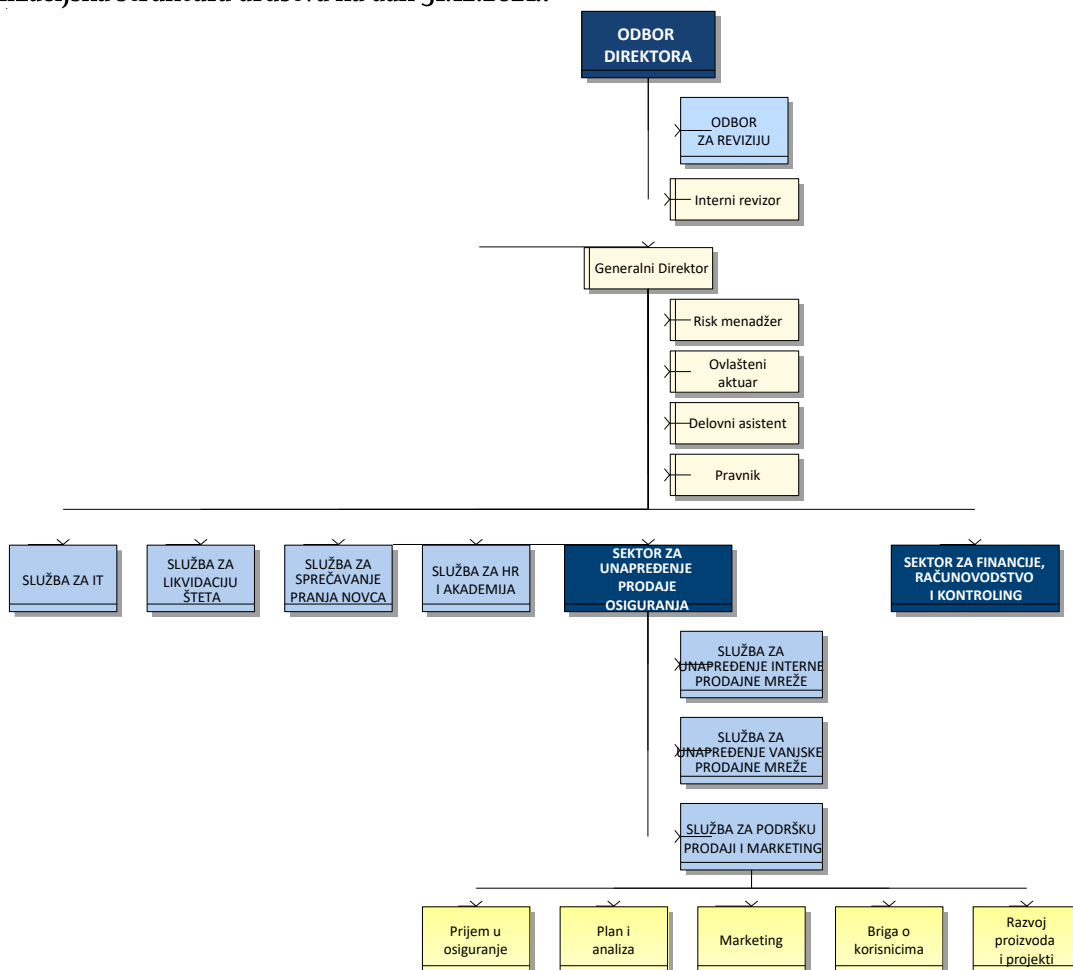 ODBOR
DIREKTORA
ODBOR
ZA REVIZIJU
Interni revizor
Generalni Direktor
Risk menadžer
Ovlašteni
aktuar
Delovni asistent
Pravnik
SLUŽBA ZA IT
SLUŽBA ZA
LIKVIDACIJU
ŠTETA
SLUŽBA ZA
SPREČAVANJE
PRANJA NOVCA
SLUŽBA ZA HR
I AKADEMIJA
SEKTOR ZA
UNAPREĐENJE
PRODAJE
OSIGURANJA
SEKTOR ZA FINANCIJE,
RAČUNOVODSTVO
I KONTROLING
SLUŽBA ZA
UNAPREĐENJE INTERNE
PRODAJNE MREŽE
SLUŽBA ZA
UNAPREĐENJE VANJSKE
PRODAJNE MREŽE
SLUŽBA ZA PODRŠKU
PRODAJI I MARKETING
Prijem u
osiguranje
Plan i
analiza
Marketing
Briga o
korisnicima
Razvoj
proizvoda
i projekti